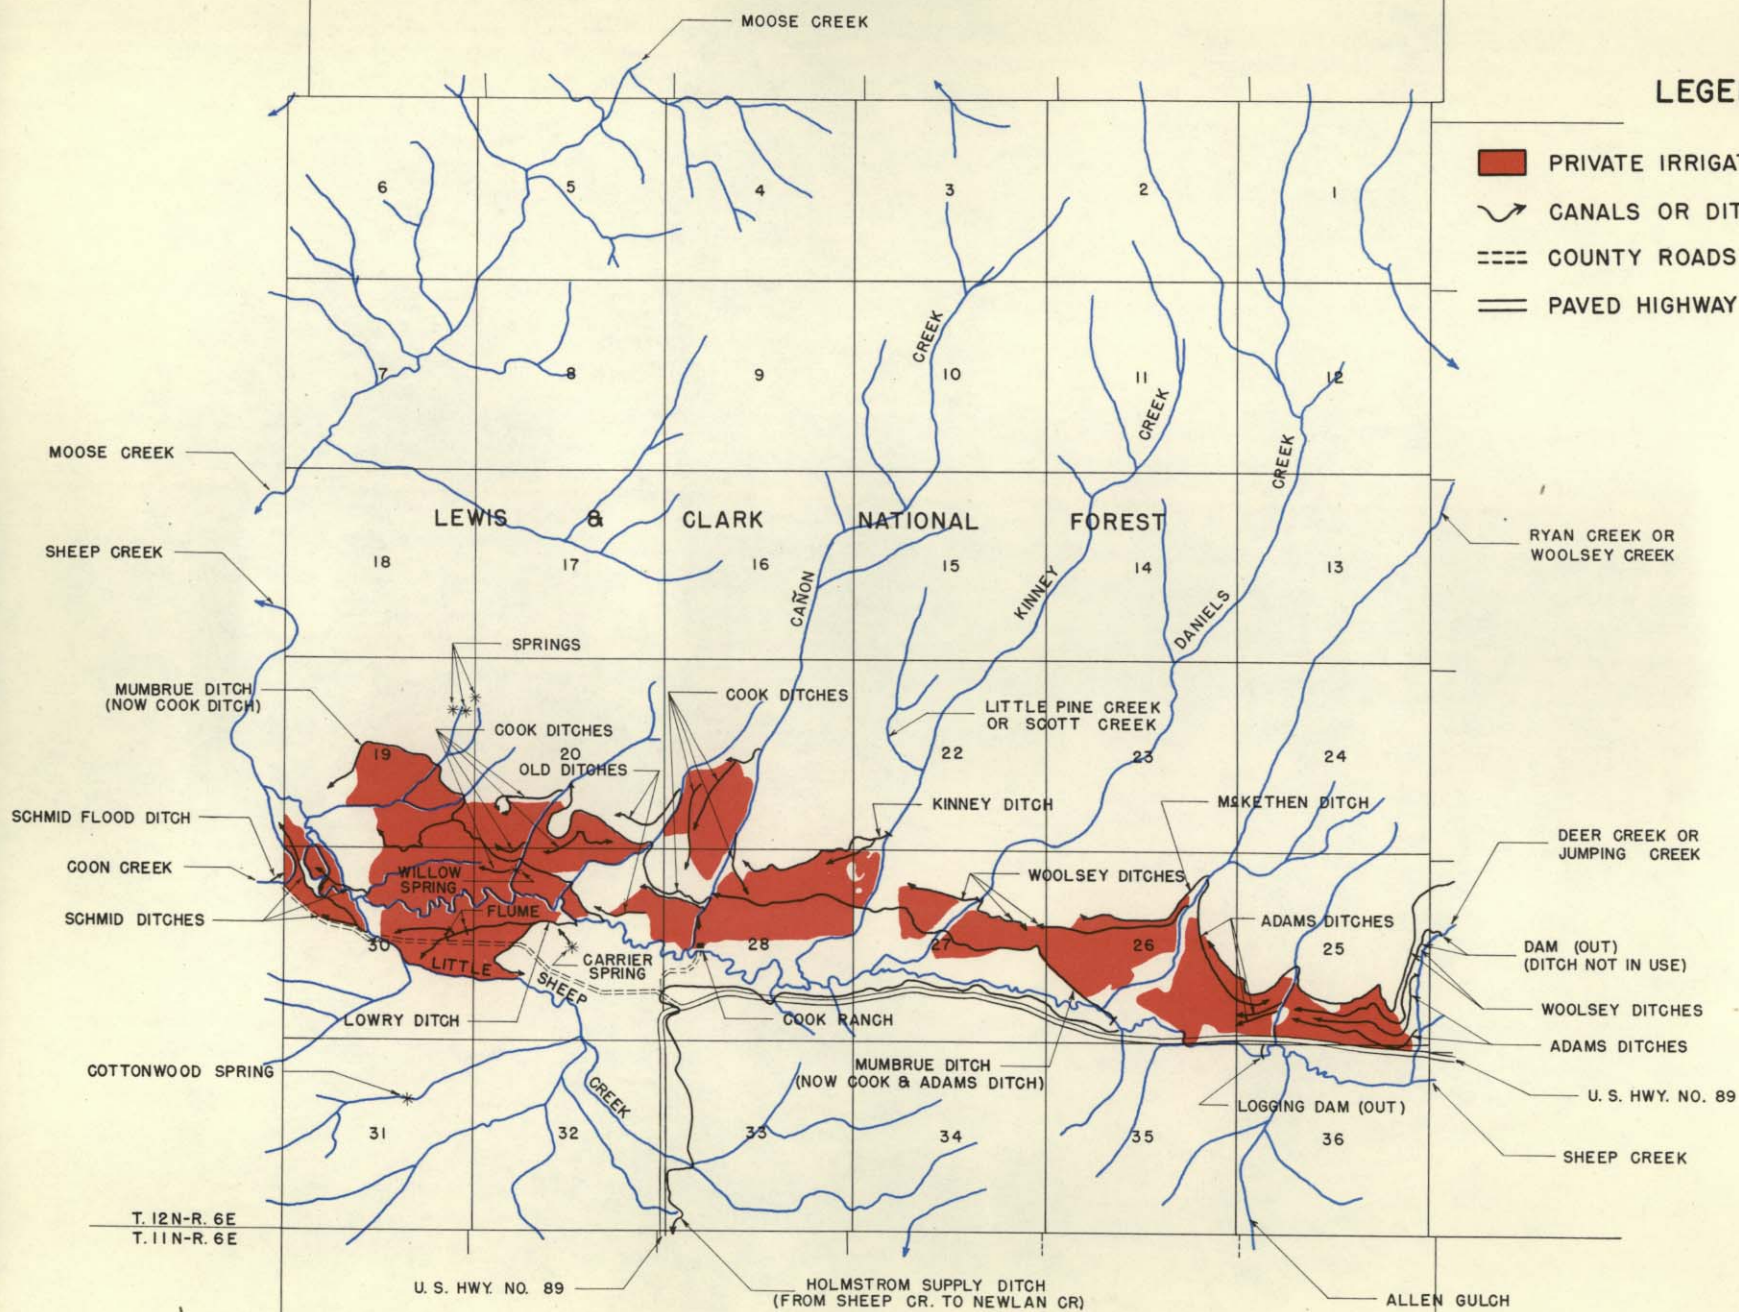 MOOSE CREEK
LEGE
PRIVATE IRRIGAT
CANALS OR DIT
COUNTY ROADS
PAVED HIGHWAY
6
5
4
3
2
1
7
8
9
10
11
12
CREEK
CREEK
CREEK
MOOSE CREEK
LEWIS & CLARK NATIONAL FOREST
SHEEP CREEK
RYAN CREEK OR
WOOLSEY CREEK
18
17
16
15
14
13
CAÑON
KINNEY
DANIELS
SPRINGS
MUMBRUE DITCH
(NOW COOK DITCH)
COOK DITCHES
LITTLE PINE CREEK
OR SCOTT CREEK
COOK DITCHES
19
20
22
23
24
OLD DITCHES
KINNEY DITCH
MCKETHEN DITCH
SCHMID FLOOD DITCH
DEER CREEK OR
JUMPING CREEK
COON CREEK
WILLOW
SPRING
WOOLSEY DITCHES
SCHMID DITCHES
FLUME
ADAMS DITCHES
30
28
27
26
25
DAM (OUT)
(DITCH NOT IN USE)
LITTLE
SHEEP
CARRIER
SPRING
WOOLSEY DITCHES
LOWRY DITCH
COOK RANCH
ADAMS DITCHES
MUMBRUE DITCH
(NOW COOK & ADAMS DITCH)
COTTONWOOD SPRING
CREEK
U. S. HWY. NO. 89
LOGGING DAM (OUT)
31
32
33
34
35
36
SHEEP CREEK
T. 12N-R. 6E
T. 11N-R. 6E
U. S. HWY. NO. 89
HOLMSTROM SUPPLY DITCH
(FROM SHEEP CR. TO NEWLAN CR)
ALLEN GULCH